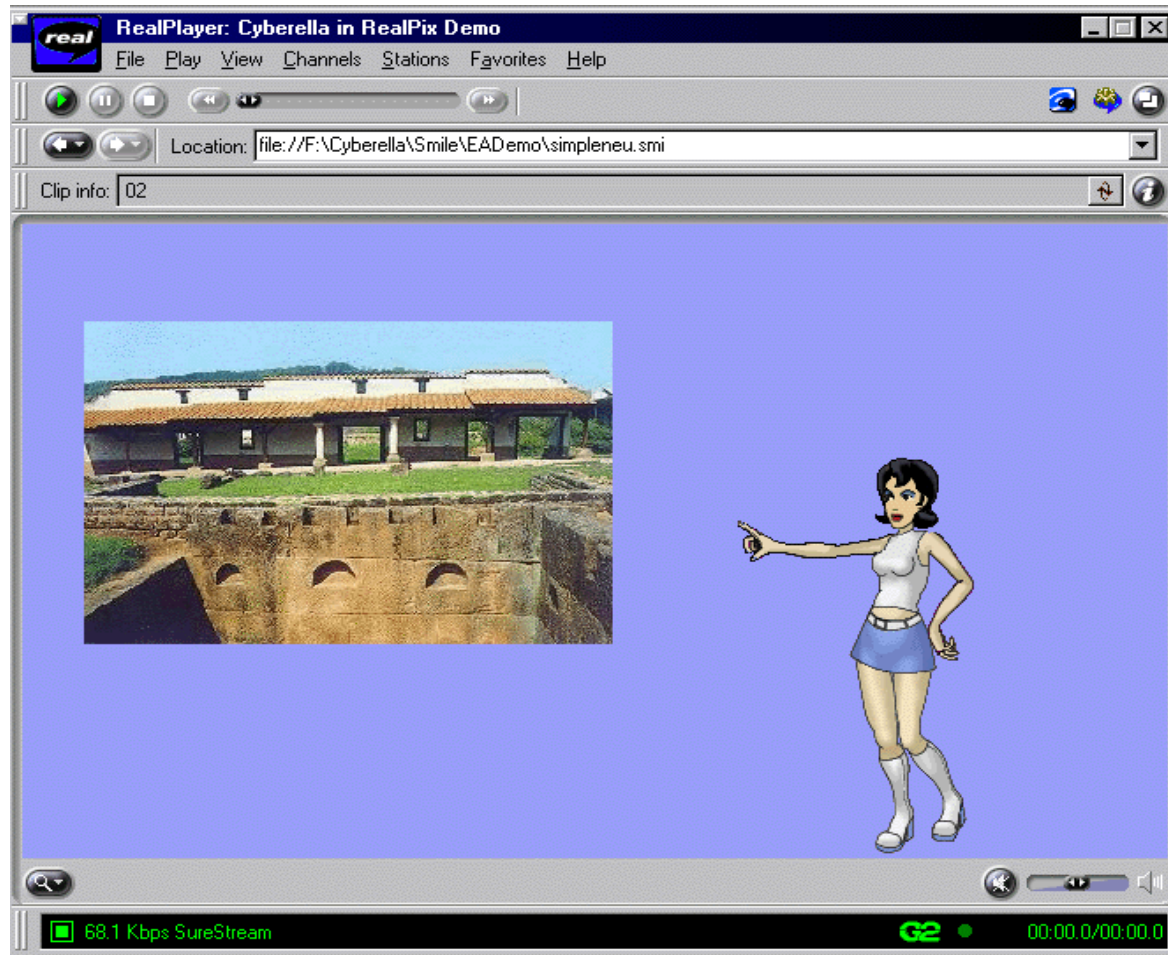 real
RealPlayer: Cyberella in RealPix Demo
File Play View Channels Stations Favorites Help
Location: file://F:\Cyberella\Smile\EADemo\simpleneu.smi
Clip info: 02
68.1 Kbps SureStream G2 00:00.0/00:00.0